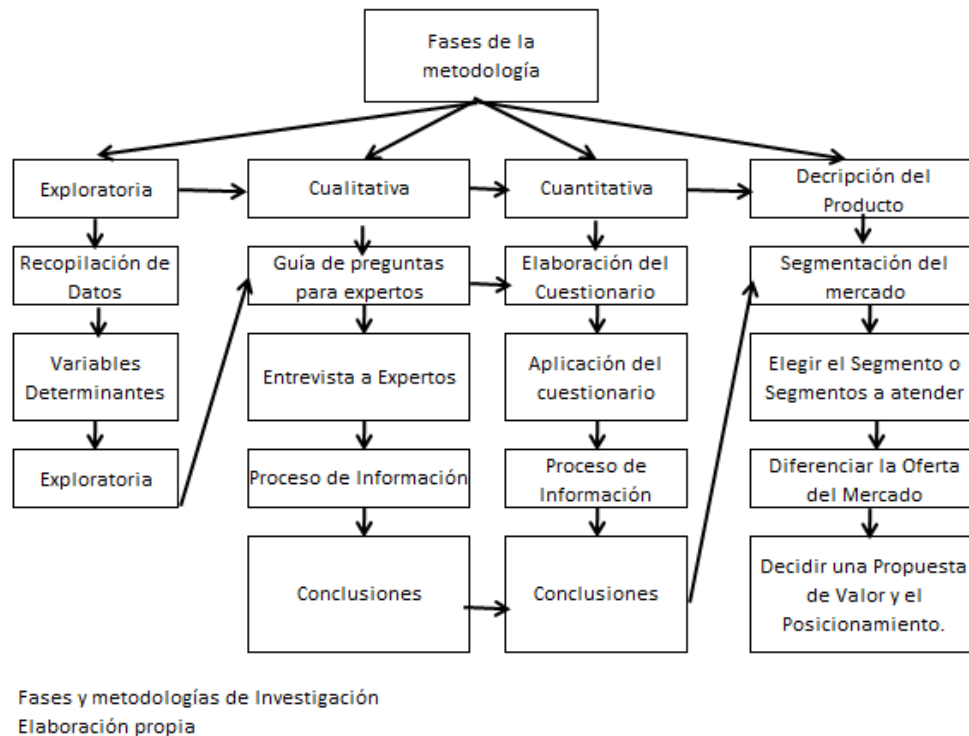 Fases de la
metodología
Exploratoria
Cualitativa
Cuantitativa
Decripción del
Producto
Recopilación de
Datos
Guía de preguntas
para expertos
Elaboración del
Cuestionario
Segmentación del
mercado
Variables
Determinantes
Entrevista a Expertos
Aplicación del
cuestionario
Elegir el Segmento o
Segmentos a atender
Exploratoria
Proceso de Información
Proceso de
Información
Diferenciar la Oferta
del Mercado
Conclusiones
Conclusiones
Decidir una Propuesta
de Valor y el
Posicionamiento.
Fases y metodologías de Investigación
Elaboración propia